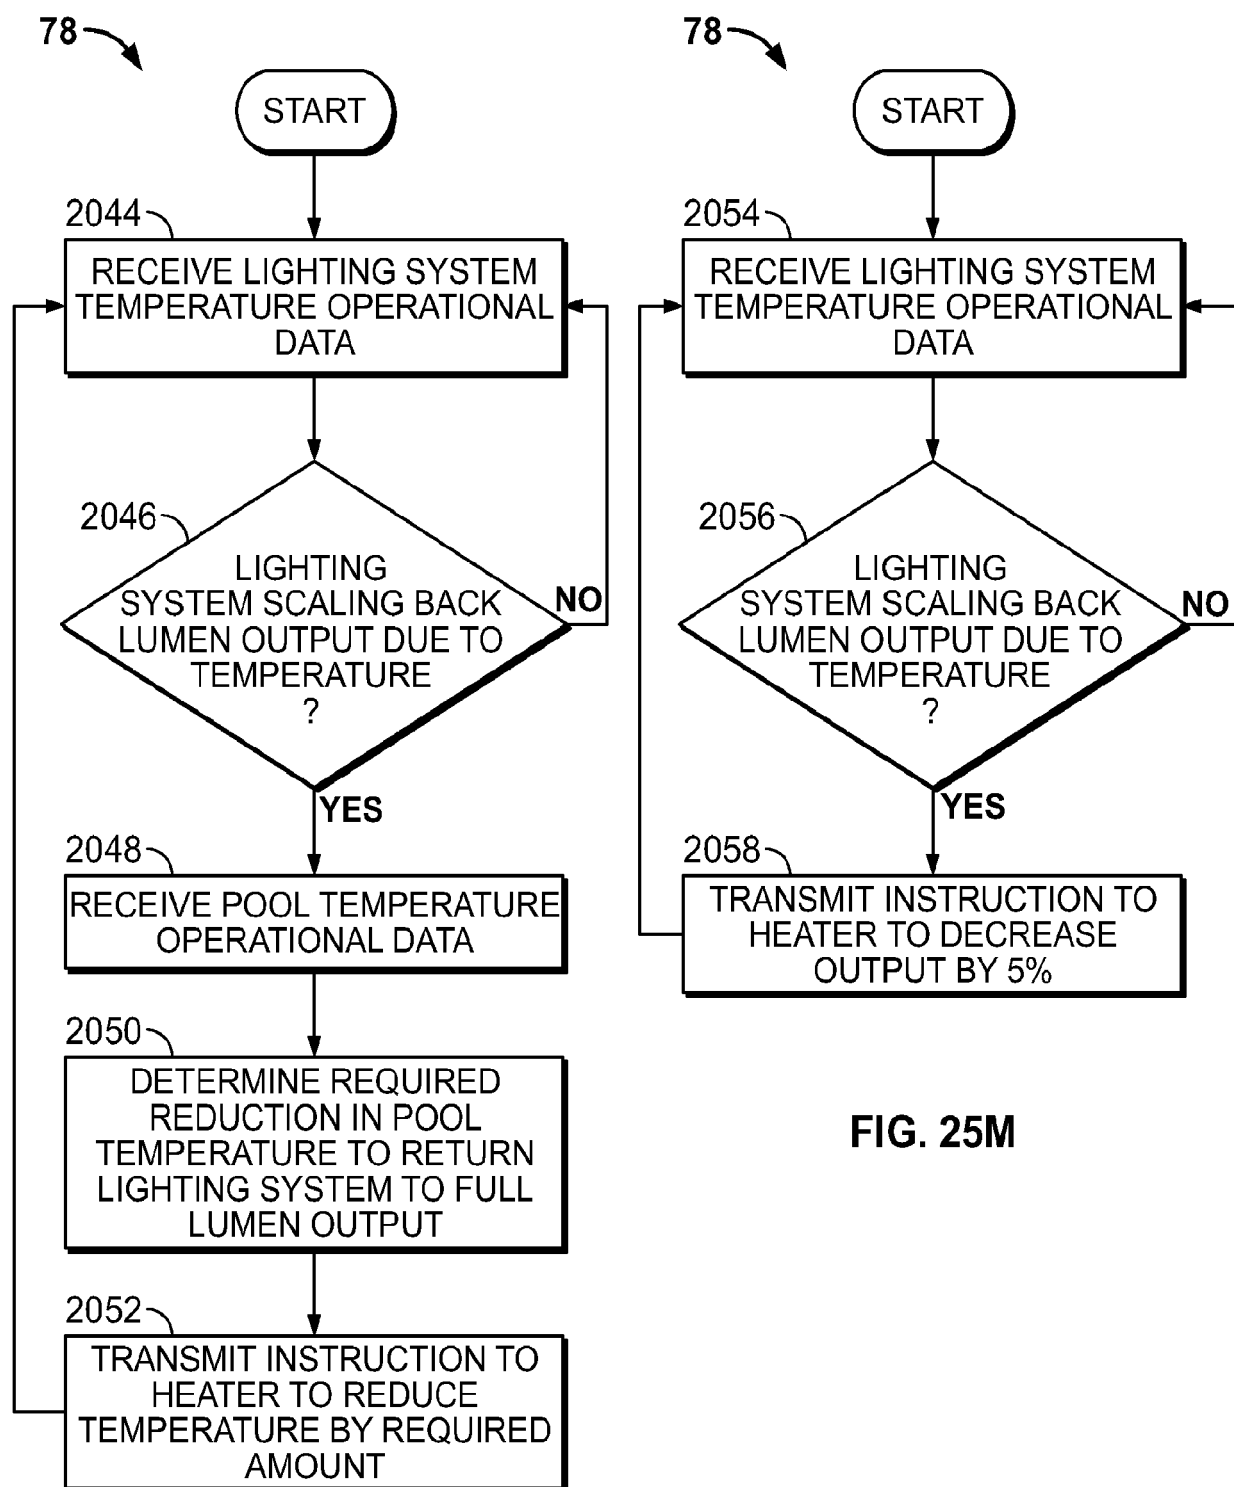 78
START
2044
RECEIVE LIGHTING SYSTEM
TEMPERATURE OPERATIONAL
DATA
2046
LIGHTING
SYSTEM SCALING BACK
LUMEN OUTPUT DUE TO
TEMPERATURE
?
NO
YES
2048
RECEIVE POOL TEMPERATURE
OPERATIONAL DATA
2050
DETERMINE REQUIRED
REDUCTION IN POOL
TEMPERATURE TO RETURN
LIGHTING SYSTEM TO FULL
LUMEN OUTPUT
2052
TRANSMIT INSTRUCTION TO
HEATER TO REDUCE
TEMPERATURE BY REQUIRED
AMOUNT
78
START
2054
RECEIVE LIGHTING SYSTEM
TEMPERATURE OPERATIONAL
DATA
2056
LIGHTING
SYSTEM SCALING BACK
LUMEN OUTPUT DUE TO
TEMPERATURE
?
NO
YES
2058
TRANSMIT INSTRUCTION TO
HEATER TO DECREASE
OUTPUT BY 5%
FIG. 25M